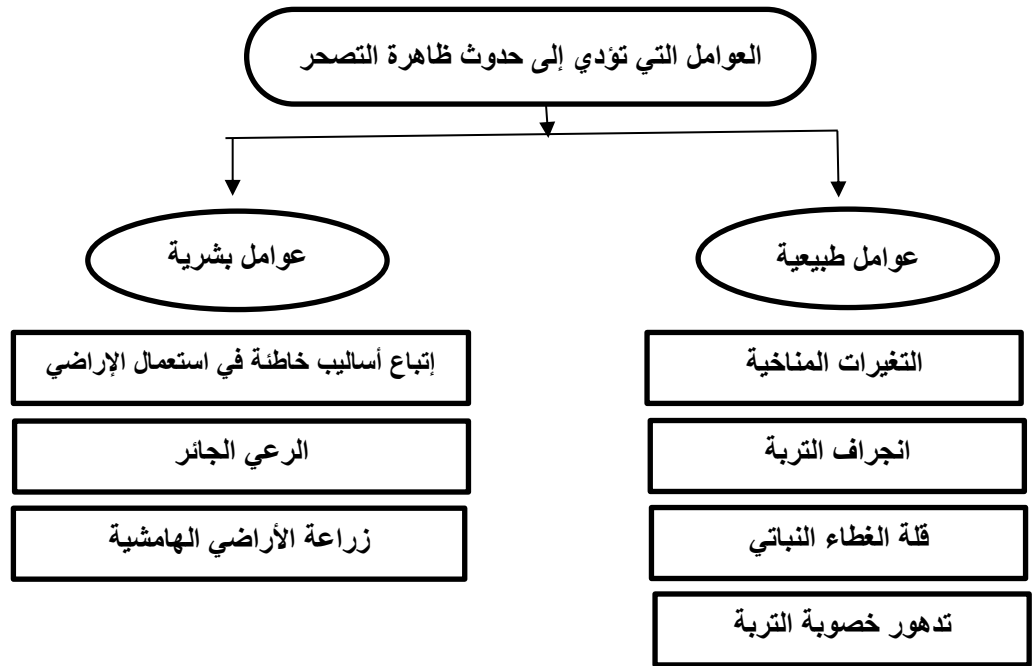 العوامل التي تؤدي إلى حدوث ظاهرة التصحر
عوامل طبيعية
عوامل بشرية
التغيرات المناخية
إتباع أساليب خاطئة في استعمال الإراضي
انجراف التربة
الرعي الجائر
قلة الغطاء النباتي
زراعة الأراضي الهامشية
تدهور خصوبة التربة